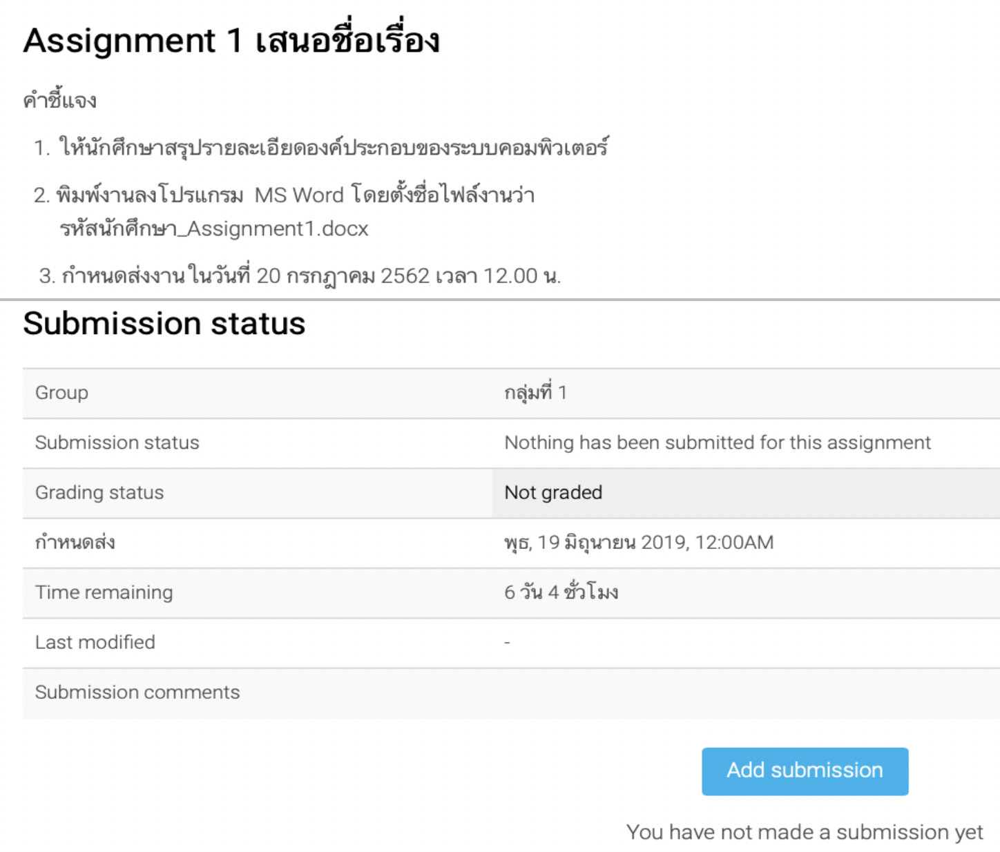 Assignment 1 เสนอชื่อเรื่อง
คำชี้แจง
1. ให้นักศึกษาสรุปรายละเอียดองค์ประกอบของระบบคอมพิวเตอร์
2. พิมพ์งานลงโปรแกรม MS Word โดยตั้งชื่อไฟล์งานว่า
รหัสนักศึกษา_Assignment1.docx
3. กำหนดส่งงาน ในวันที่ 20 กรกฎาคม 2562 เวลา 12.00 น.
Submission status
Group กลุ่มที่ 1
Submission status Nothing has been submitted for this assignment
Grading status Not graded
กำหนดส่ง พุธ, 19 มิถุนายน 2019, 12:00AM
Time remaining 6 วัน 4 ชั่วโมง
Last modified -
Submission comments
Add submission
You have not made a submission yet